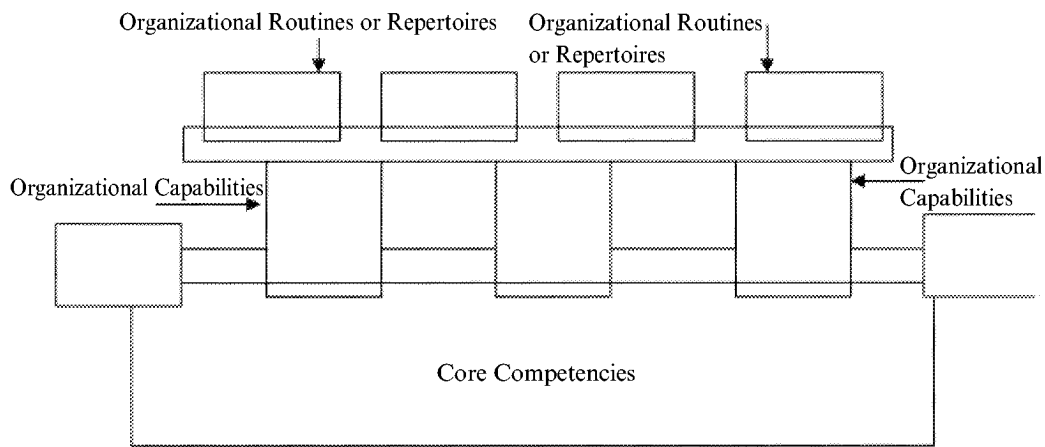 Organizational Routines or Repertoires
Organizational Routines
or Repertoires
Organizational Capabilities
Organizational
Capabilities
Core Competencies